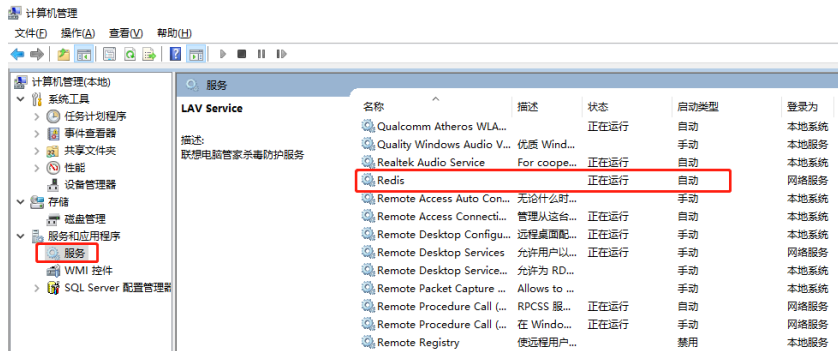 计算机管理
文件(F) 操作(A) 查看(V) 帮助(H)
计算机管理(本地)
系统工具
任务计划程序
事件查看器
共享文件夹
性能
设备管理器
存储
磁盘管理
服务和应用程序
服务
WMI 控件
SQL Server 配置管理器
服务
LAV Service
描述:
联想电脑管家杀毒防护服务
名称 描述 状态 启动类型 登录为
Qualcomm Atheros WLA... 正在运行 自动 本地系统
Quality Windows Audio V... 优质 Wind... 手动 本地服务
Realtek Audio Service For coope... 正在运行 自动 本地系统
Redis 正在运行 自动 网络服务
Remote Access Auto Con... 无论什么时... 手动 本地系统
Remote Access Connecti... 管理从这台... 正在运行 自动 本地系统
Remote Desktop Configu... 远程桌面配... 正在运行 手动 本地系统
Remote Desktop Services 允许用户以... 正在运行 手动 网络服务
Remote Desktop Service... 允许为 RD... 正在运行 手动 本地系统
Remote Packet Capture ... Allows to ... 手动 本地系统
Remote Procedure Call (... RPCSS 服... 正在运行 自动 网络服务
Remote Procedure Call (... 在 Windo... 正在运行 手动 网络服务
Remote Registry 使远程用户... 禁用 本地服务